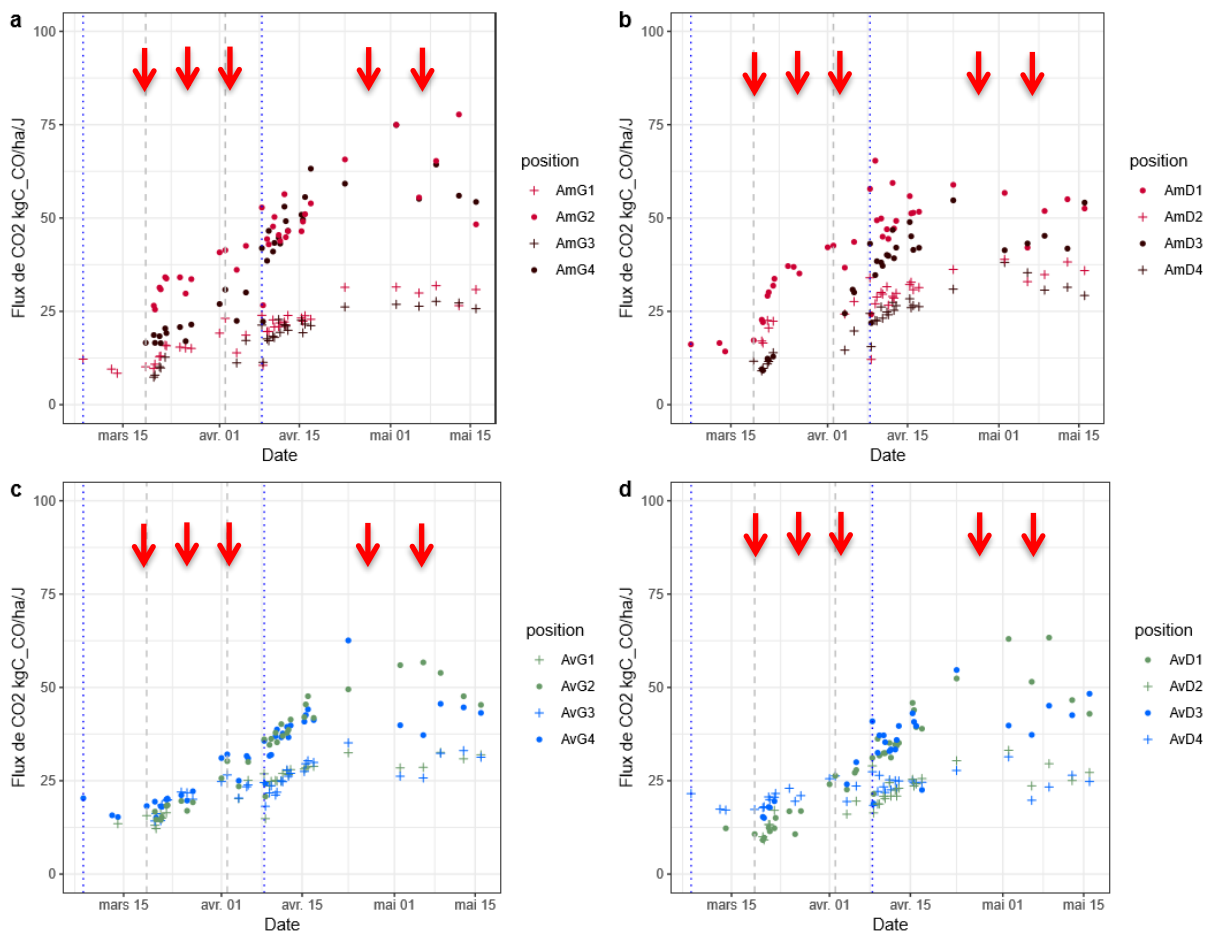 a
Flux de CO2 kgC_CO/ha/J
100
75
50
25
0
mars 15
avr. 01
avr. 15
mai 01
mai 15
Date
position
AmG1
AmG2
AmG3
AmG4
b
Flux de CO2 kgC_CO/ha/J
100
75
50
25
0
mars 15
avr. 01
avr. 15
mai 01
mai 15
Date
position
AmD1
AmD2
AmD3
AmD4
c
Flux de CO2 kgC_CO/ha/J
100
75
50
25
0
mars 15
avr. 01
avr. 15
mai 01
mai 15
Date
position
AvG1
AvG2
AvG3
AvG4
d
Flux de CO2 kgC_CO/ha/J
100
75
50
25
0
mars 15
avr. 01
avr. 15
mai 01
mai 15
Date
position
AvD1
AvD2
AvD3
AvD4